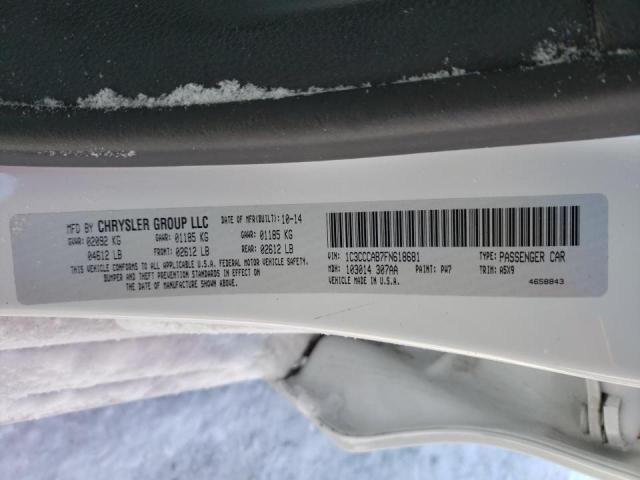 MFD BY CHRYSLER GROUP LLC DATE OF MFR(BUILT): 10-14
GVWR: 02092 KG GAWR: 01185 KG GAWR: 01185 KG
04612 LB FRONT: 02612 LB REAR: 02612 LB
THIS VEHICLE CONFORMS TO ALL APPLICABLE U.S.A. FEDERAL MOTOR VEHICLE SAFETY,
BUMPER AND THEFT PREVENTION STANDARDS IN EFFECT ON
THE DATE OF MANUFACTURE SHOWN ABOVE.
VIN: 1C3CCCAB7FN618681 TYPE: PASSENGER CAR
MDH: 103014 307AA PAINT: PW7 TRIM: A5X9
VEHICLE MADE IN U.S.A. 4658843